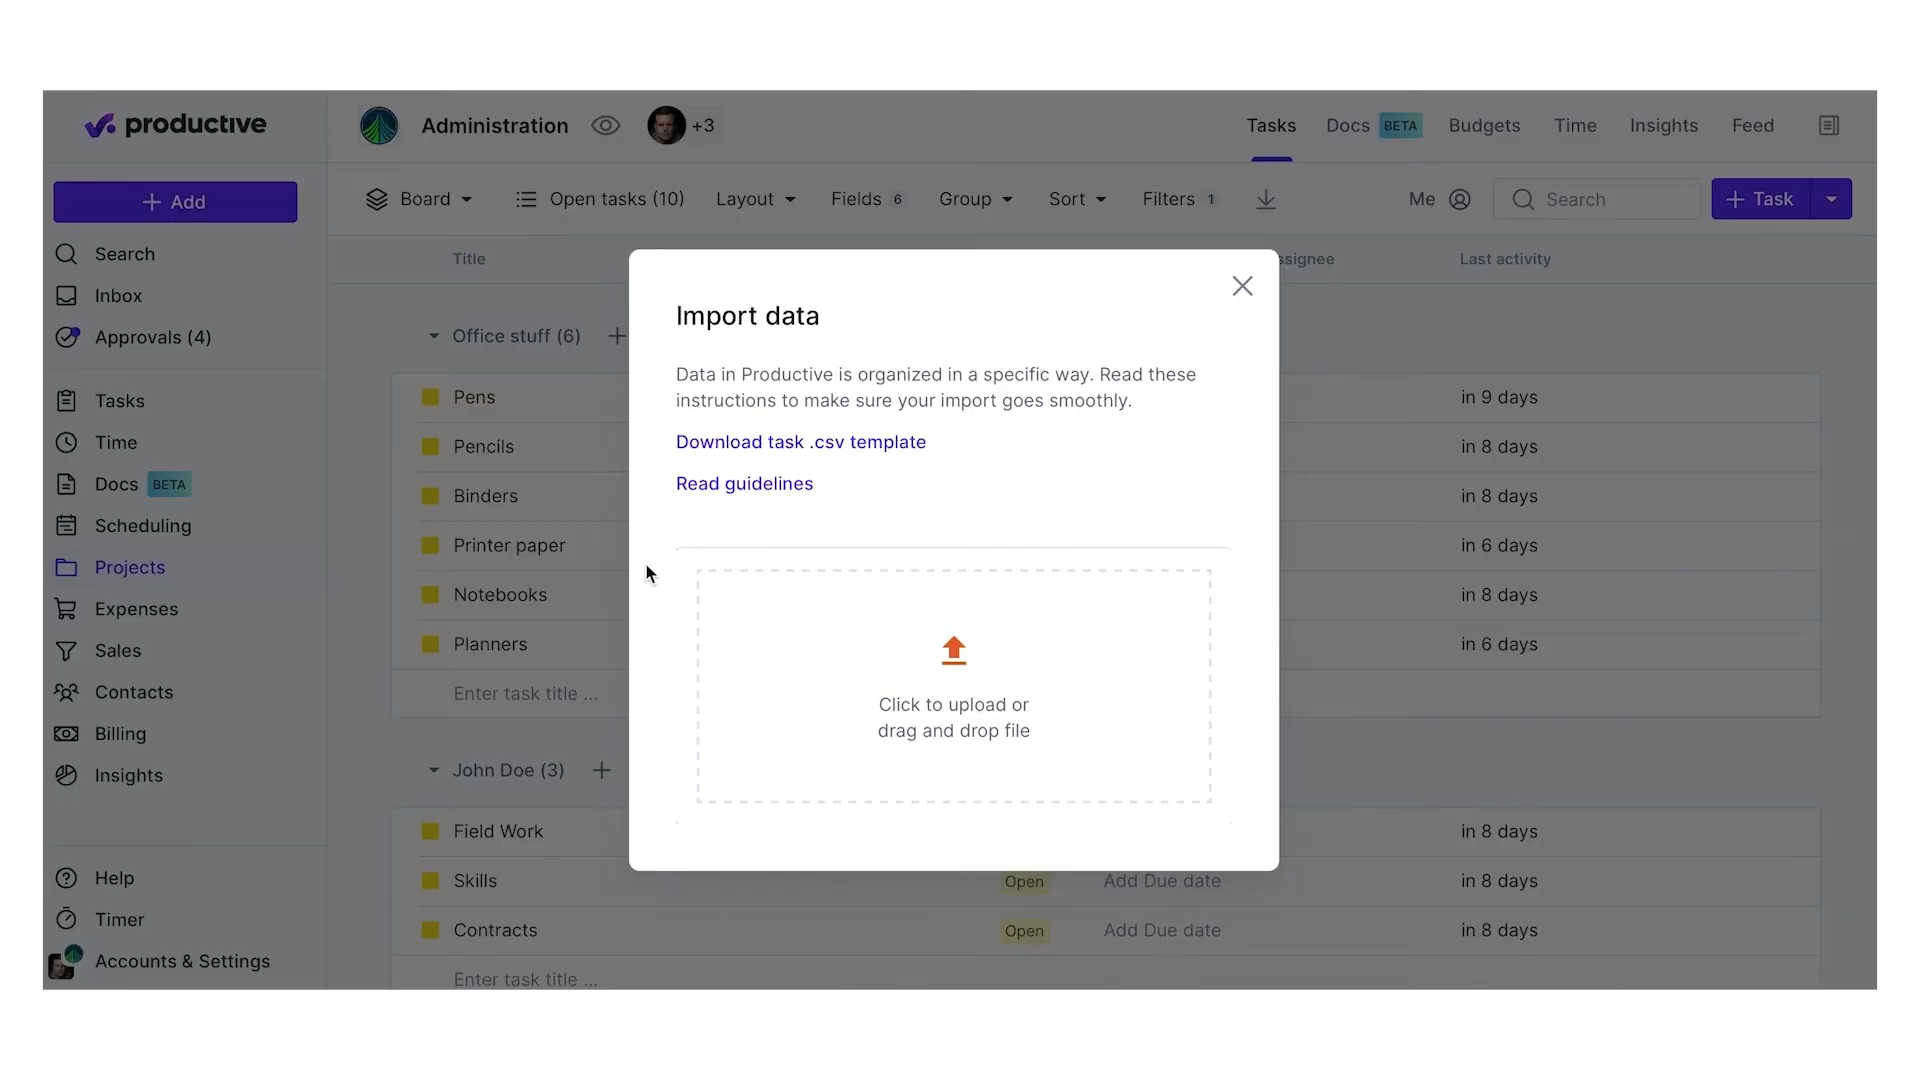 productive
Administration
+3
Tasks
Docs BETA
Budgets
Time
Insights
Feed
Add
Search
Inbox
Approvals (4)
Tasks
Time
Docs BETA
Scheduling
Projects
Expenses
Sales
Contacts
Billing
Insights
Help
Timer
Accounts & Settings
Board
Open tasks (10)
Layout
Fields 6
Group
Sort
Filters 1
Me
Search
Task
Title
ssignee
Last activity
Office stuff (6)
Pens
in 9 days
Pencils
in 8 days
Binders
in 8 days
Printer paper
in 6 days
Notebooks
in 8 days
Planners
in 6 days
Enter task title ...
John Doe (3)
Field Work
in 8 days
Skills
Open
Add Due date
in 8 days
Contracts
Open
Add Due date
in 8 days
Enter task title ...
Import data
Data in Productive is organized in a specific way. Read these
instructions to make sure your import goes smoothly.
Download task .csv template
Read guidelines
Click to upload or
drag and drop file